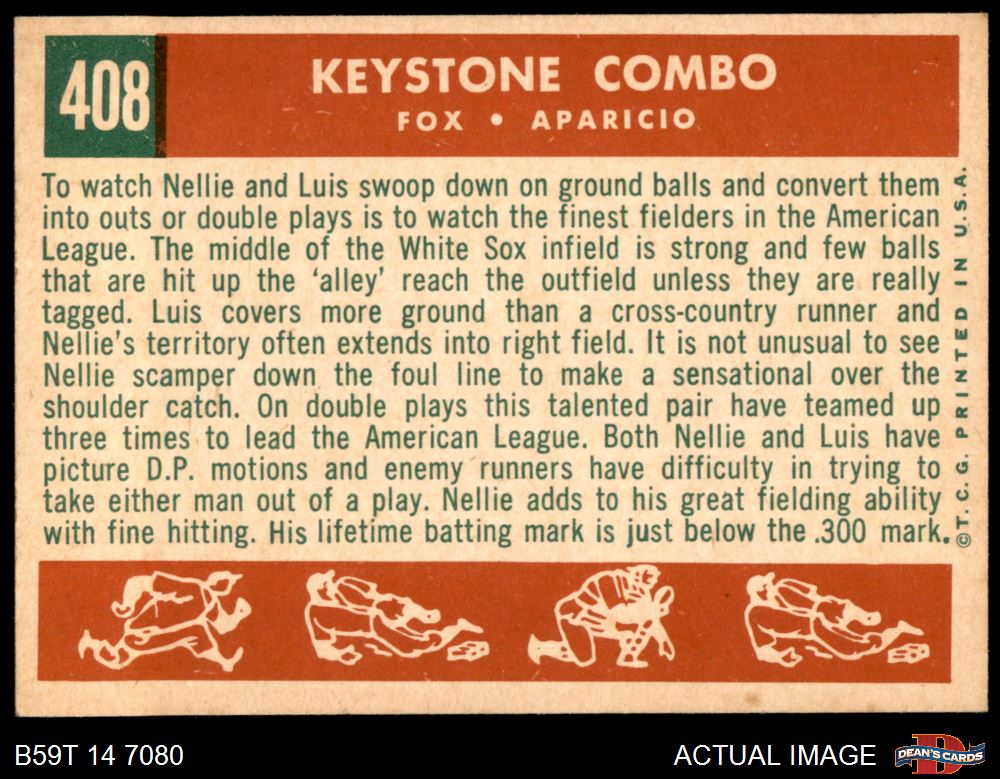 408
KEYSTONE COMBO
FOX • APARICIO
To watch Nellie and Luis swoop down on ground balls and convert them
into outs or double plays is to watch the finest fielders in the American
League. The middle of the White Sox infield is strong and few balls
that are hit up the ‘alley’ reach the outfield unless they are really
tagged. Luis covers more ground than a cross-country runner and
Nellie’s territory often extends into right field. It is not unusual to see
Nellie scamper down the foul line to make a sensational over the
shoulder catch. On double plays this talented pair have teamed up
three times to lead the American League. Both Nellie and Luis have
picture D.P. motions and enemy runners have difficulty in trying to
take either man out of a play. Nellie adds to his great fielding ability
with fine hitting. His lifetime batting mark is just below the .300 mark.
©T.C.G. PRINTED IN U.S.A.
B59T 14 7080
ACTUAL IMAGE
DEAN'S CARDS